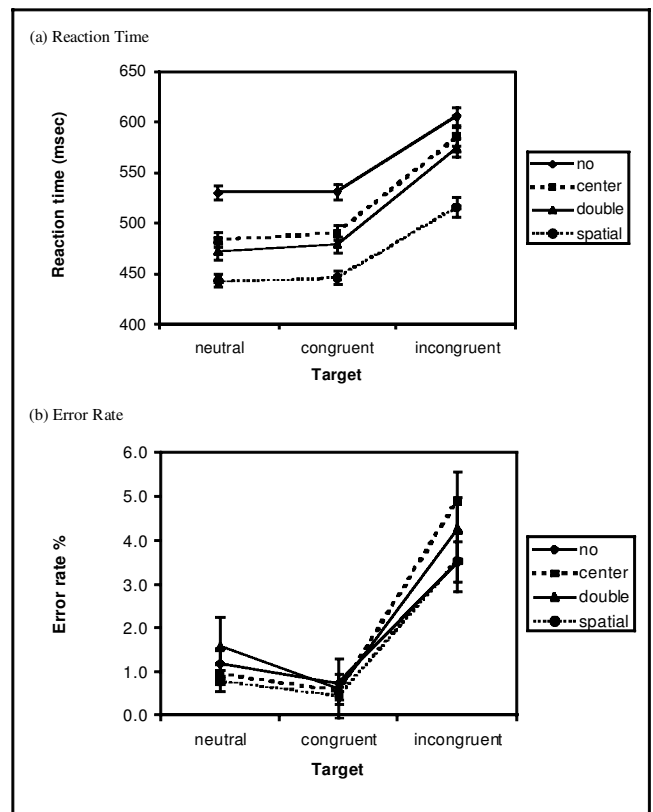 (a) Reaction Time
650
600
550
500
450
400
Reaction time (msec)
neutral congruent incongruent
Target
no
center
double
spatial
(b) Error Rate
6.0
5.0
4.0
3.0
2.0
1.0
0.0
Error rate %
neutral congruent incongruent
Target
no
center
double
spatial